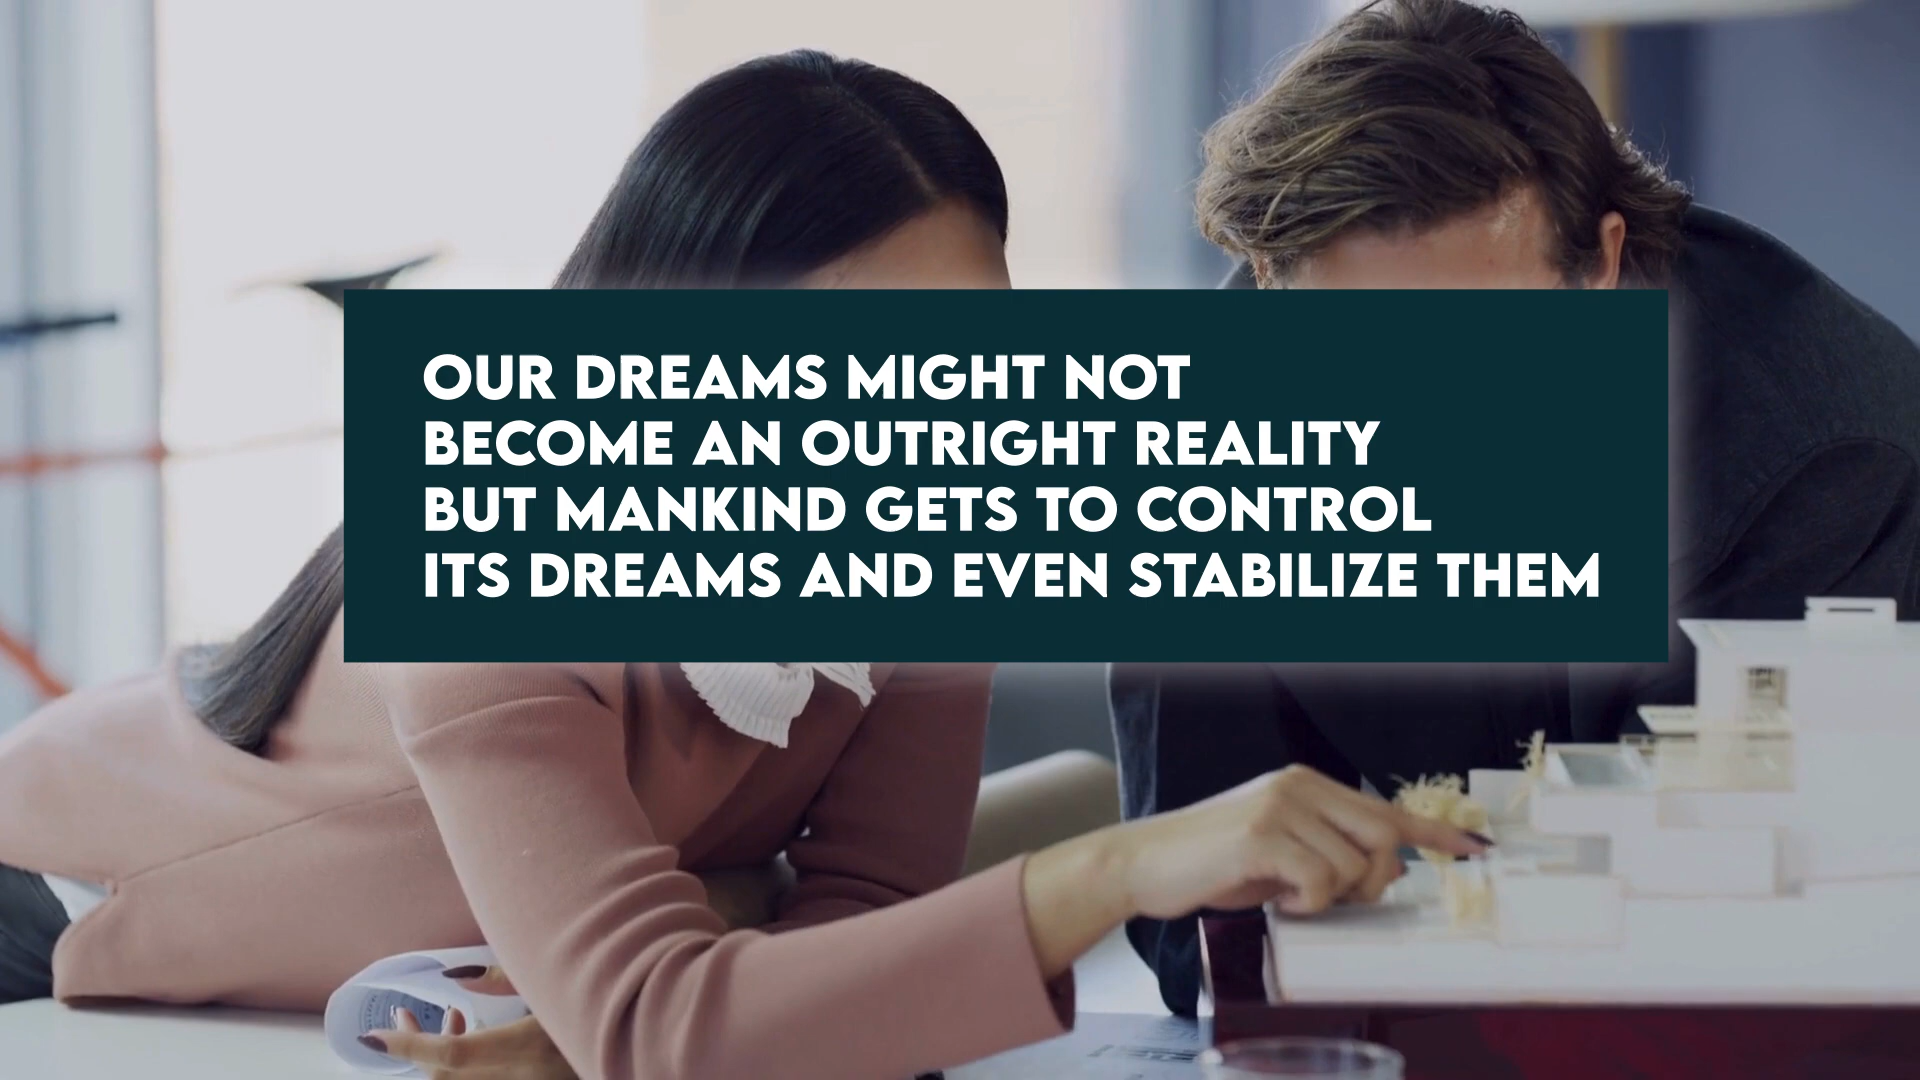 OUR DREAMS MIGHT NOT
BECOME AN OUTRIGHT REALITY
BUT MANKIND GETS TO CONTROL
ITS DREAMS AND EVEN STABILIZE THEM